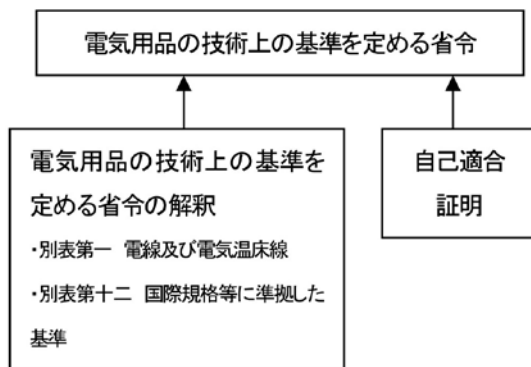 電気用品の技術上の基準を定める省令
電気用品の技術上の基準を
定める省令の解釈
・別表第一 電線及び電気温床線
・別表第十二 国際規格等に準拠した
基準
自己適合
証明